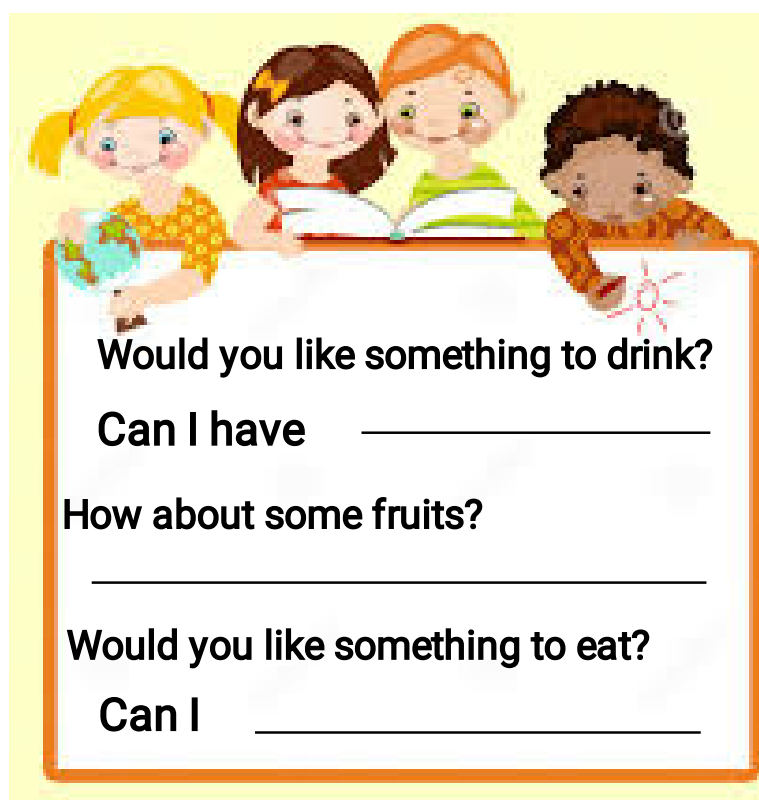 Would you like something to drink?
Can I have
How about some fruits?
Would you like something to eat?
Can I